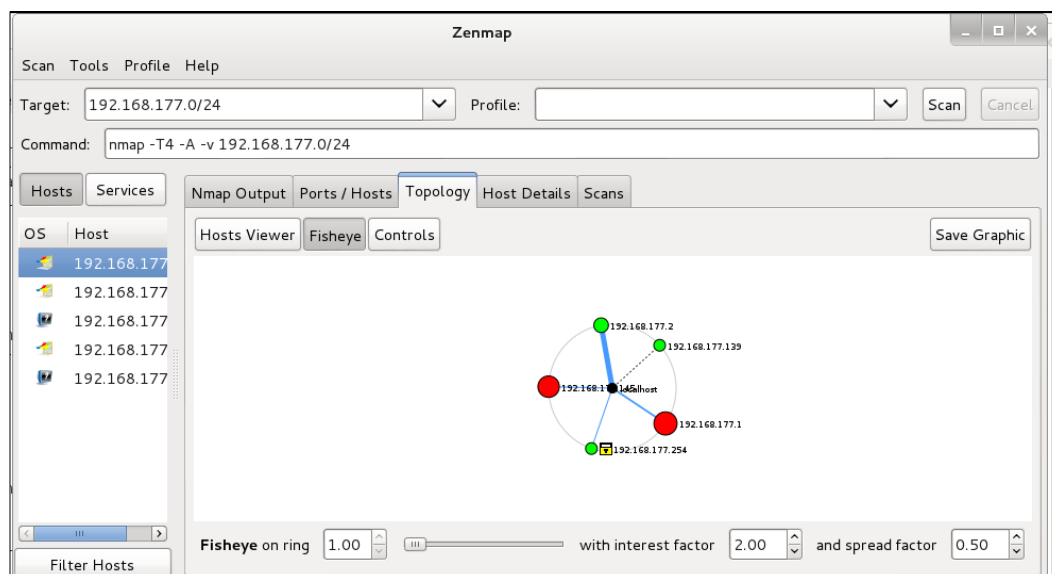 Zenmap
Scan Tools Profile Help
Target: 192.168.177.0/24 Profile: Scan Cancel
Command: nmap -T4 -A -v 192.168.177.0/24
Hosts Services
Nmap Output Ports / Hosts Topology Host Details Scans
OS Host
192.168.177
192.168.177
192.168.177
192.168.177
192.168.177
Filter Hosts
Hosts Viewer Fisheye Controls Save Graphic
192.168.177.2
192.168.177.139
localhost
192.168.177.1
192.168.177.254
Fisheye on ring 1.00 with interest factor 2.00 and spread factor 0.50